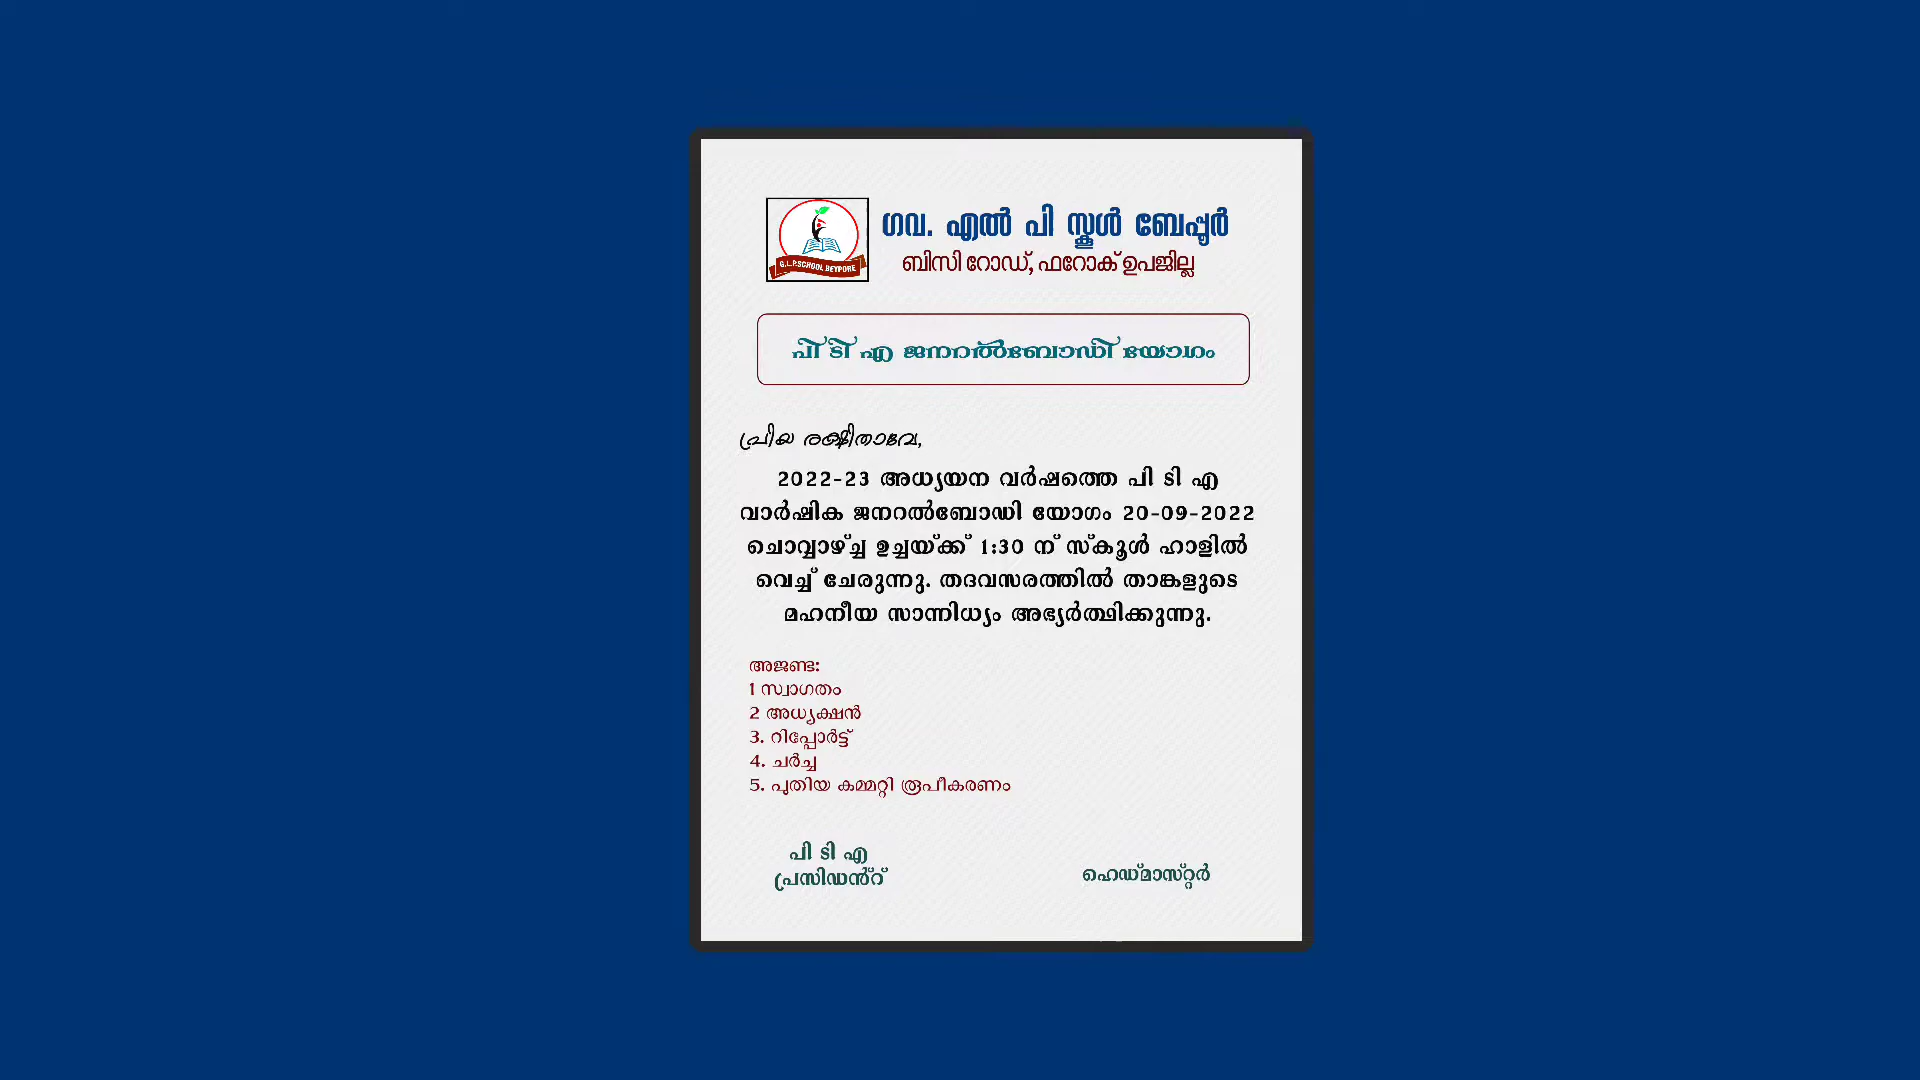 G.L.P.SCHOOL BEYPORE
ഗവ. എൽ പി സ്കൂൾ ബേപ്പൂർ
ബിസി റോഡ്, ഫറോക് ഉപജില്ല
പി ടി എ ജനറൽബോഡി യോഗം
പ്രിയ രക്ഷിതാവേ,
2022-23 അധ്യയന വർഷത്തെ പി ടി എ
വാർഷിക ജനറൽബോഡി യോഗം 20-09-2022
ചൊവ്വാഴ്ച്ച ഉച്ചയ്ക്ക് 1:30 ന് സ്കൂൾ ഹാളിൽ
വെച്ച് ചേരുന്നു. തദവസരത്തിൽ താങ്കളുടെ
മഹനീയ സാന്നിധ്യം അഭ്യർത്ഥിക്കുന്നു.
അജണ്ട:
1 സ്വാഗതം
2 അധ്യക്ഷൻ
3. റിപ്പോർട്ട്
4. ചർച്ച
5. പുതിയ കമ്മറ്റി രൂപീകരണം
പി ടി എ
പ്രസിഡൻ്റ്
ഹെഡ്മാസ്റ്റർ